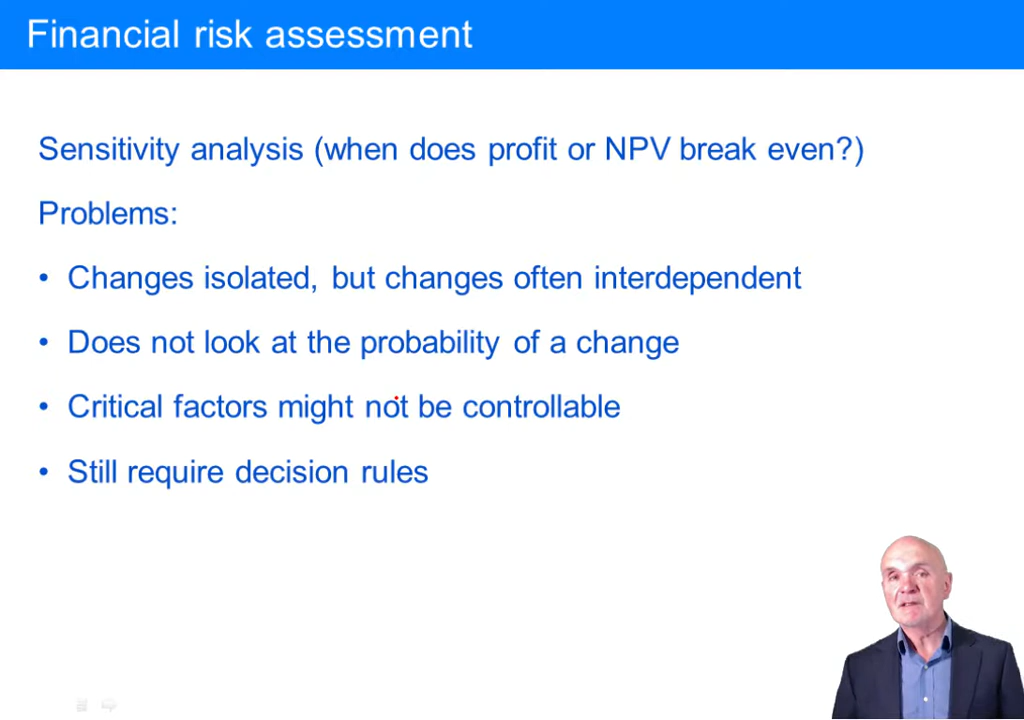 Financial risk assessment
Sensitivity analysis (when does profit or NPV break even?)
Problems:
• Changes isolated, but changes often interdependent
• Does not look at the probability of a change
• Critical factors might not be controllable
• Still require decision rules